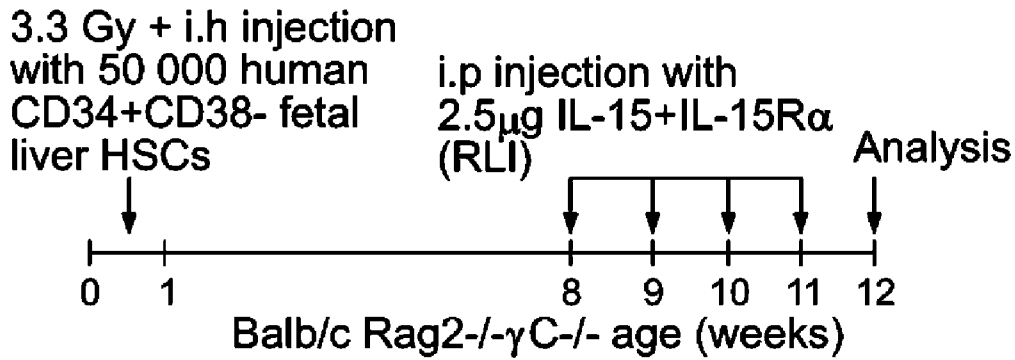 3.3 Gy + i.h injection
with 50 000 human
CD34+CD38- fetal
liver HSCs
i.p injection with
2.5μg IL-15+IL-15Rα
(RLI)
Analysis
0 1 8 9 10 11 12
Balb/c Rag2-/-γC-/- age (weeks)